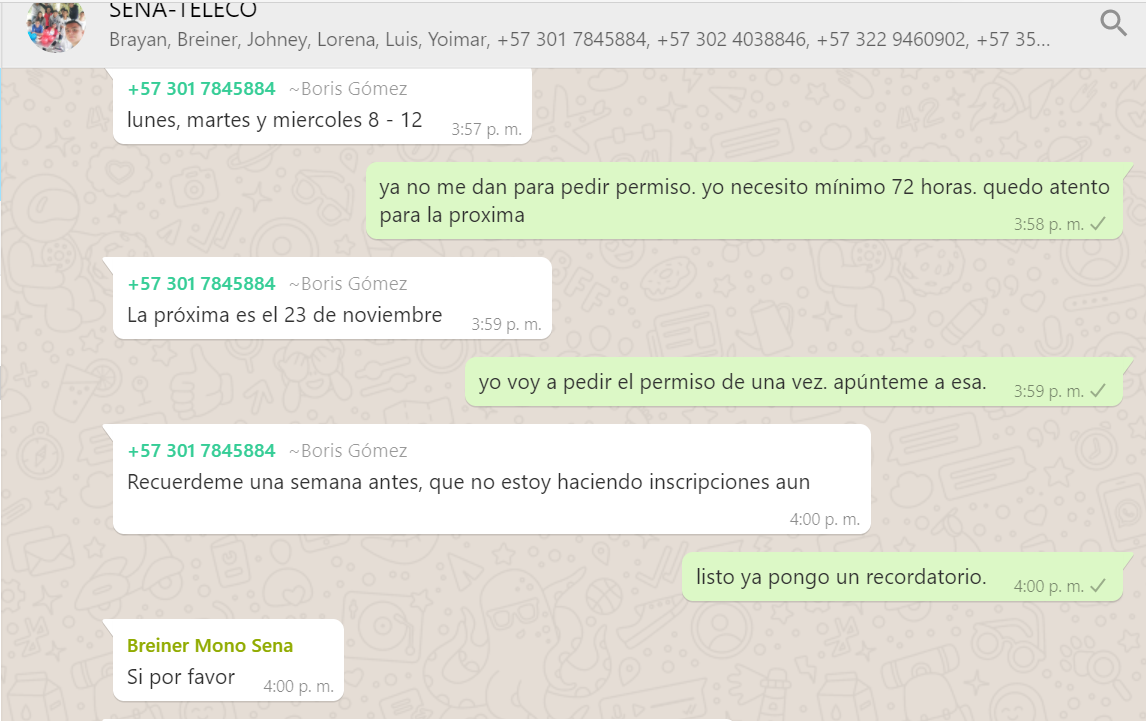 SENA-TELECO
Brayan, Breiner, Johney, Lorena, Luis, Yoimar, +57 301 7845884, +57 302 4038846, +57 322 9460902, +57 35...
+57 301 7845884 ~Boris Gómez
lunes, martes y miercoles 8 - 12
3:57 p. m.
ya no me dan para pedir permiso. yo necesito mínimo 72 horas. quedo atento
para la proxima
3:58 p. m.
+57 301 7845884 ~Boris Gómez
La próxima es el 23 de noviembre
3:59 p. m.
yo voy a pedir el permiso de una vez. apúnteme a esa.
3:59 p. m.
+57 301 7845884 ~Boris Gómez
Recuerdeme una semana antes, que no estoy haciendo inscripciones aun
4:00 p. m.
listo ya pongo un recordatorio.
4:00 p. m.
Breiner Mono Sena
Si por favor
4:00 p. m.